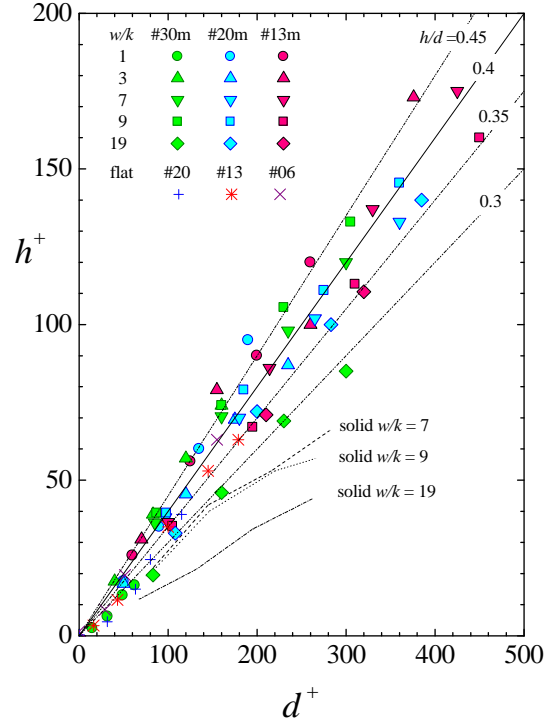 200
150
100
50
0
h⁺
w/k #30m #20m #13m
1
3
7
9
19
flat #20 #13 #06
h/d =0.45
0.4
0.35
0.3
solid w/k = 7
solid w/k = 9
solid w/k = 19
0 100 200 300 400 500
d⁺